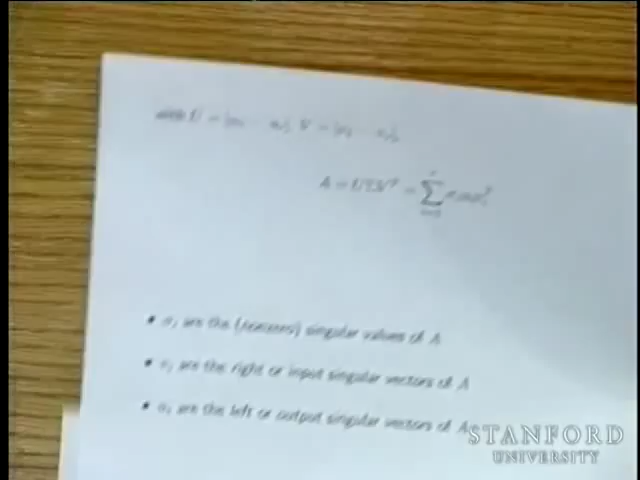 with U = [u₁ ··· uᵣ], V = [v₁ ··· vᵣ],
A = UΣVᵀ = ∑ᵢ₌₁ʳ σᵢuᵢvᵢᵀ
• σᵢ are the (nonzero) singular values of A
• vᵢ are the right or input singular vectors of A
• uᵢ are the left or output singular vectors of A
STANFORD
UNIVERSITY